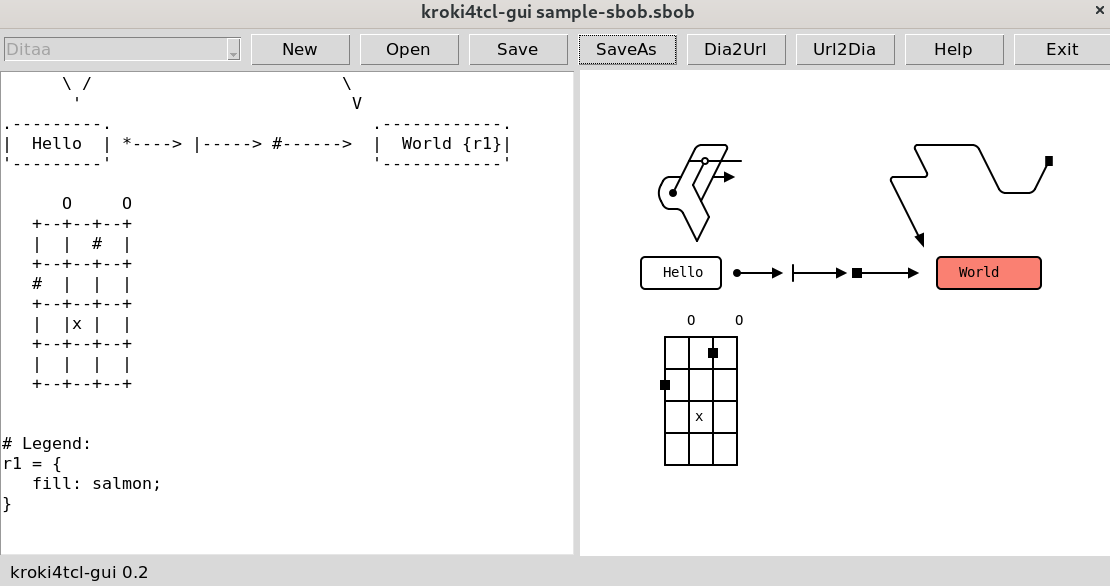 kroki4tcl-gui sample-sbob.sbob ×
Ditaa New Open Save SaveAs Dia2Url Url2Dia Help Exit
      \ /                         \
       '                           V
.---------.                          .------------.
|  Hello  | *----> |-----> #------>  |  World {r1}|
'---------'                          '------------'
      O     O
   +--+--+--+
   |  |  #  |
   +--+--+--+
   #  |  |  |
   +--+--+--+
   |  |x |  |
   +--+--+--+
   |  |  |  |
   +--+--+--+
# Legend:
r1 = {
   fill: salmon;
}
Hello World
O O
x
kroki4tcl-gui 0.2